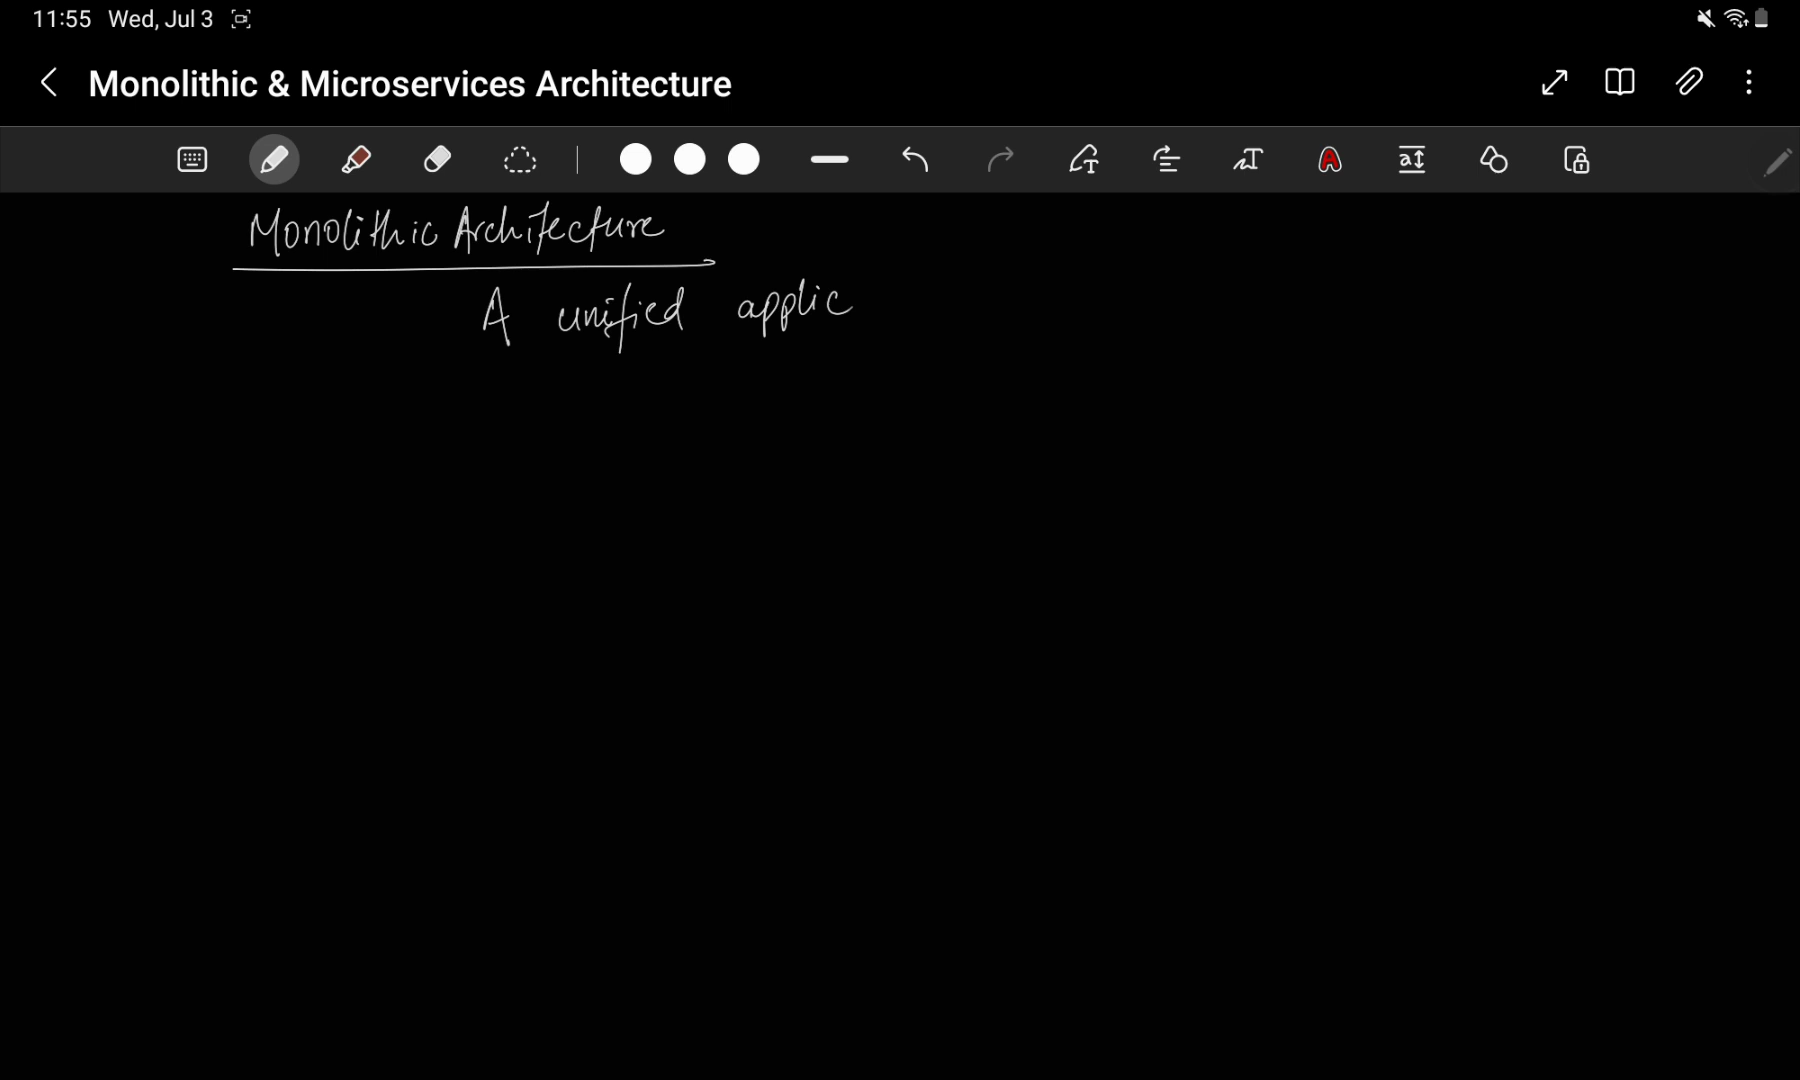 11:55 Wed, Jul 3
Monolithic & Microservices Architecture
Monolithic Architecture
A unified applic